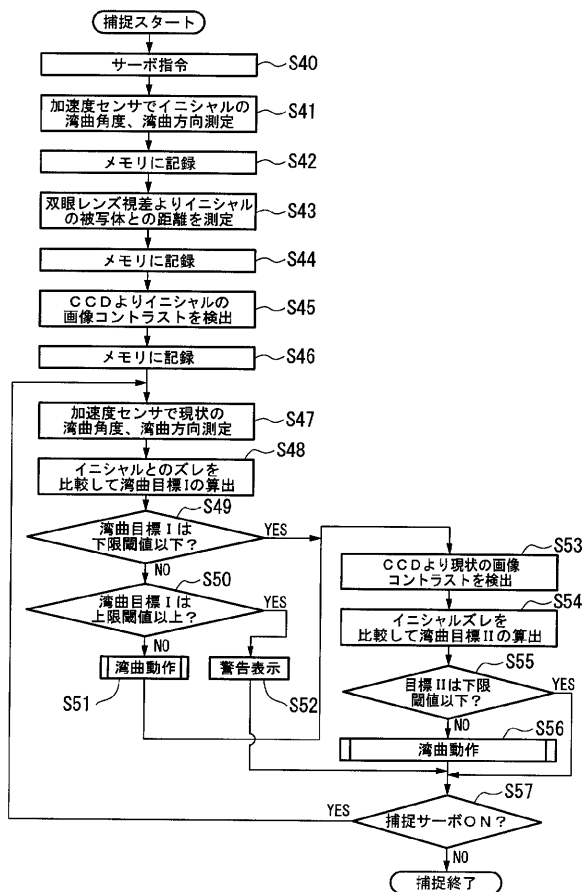 捕捉スタート
サーボ指令
S40
加速度センサでイニシャルの
湾曲角度、湾曲方向測定
S41
メモリに記録
S42
双眼レンズ視差よりイニシャル
の被写体との距離を測定
S43
メモリに記録
S44
CCDよりイニシャルの
画像コントラストを検出
S45
メモリに記録
S46
加速度センサで現状の
湾曲角度、湾曲方向測定
S47
イニシャルとのズレを
比較して湾曲目標Iの算出
S48
湾曲目標Iは
下限閾値以下?
S49
YES
NO
湾曲目標Iは
上限閾値以上?
S50
YES
NO
湾曲動作
S51
警告表示
S52
CCDより現状の画像
コントラストを検出
S53
イニシャルズレを
比較して湾曲目標IIの算出
S54
目標IIは下限
閾値以下?
S55
YES
NO
湾曲動作
S56
捕捉サーボON?
S57
YES
NO
捕捉終了